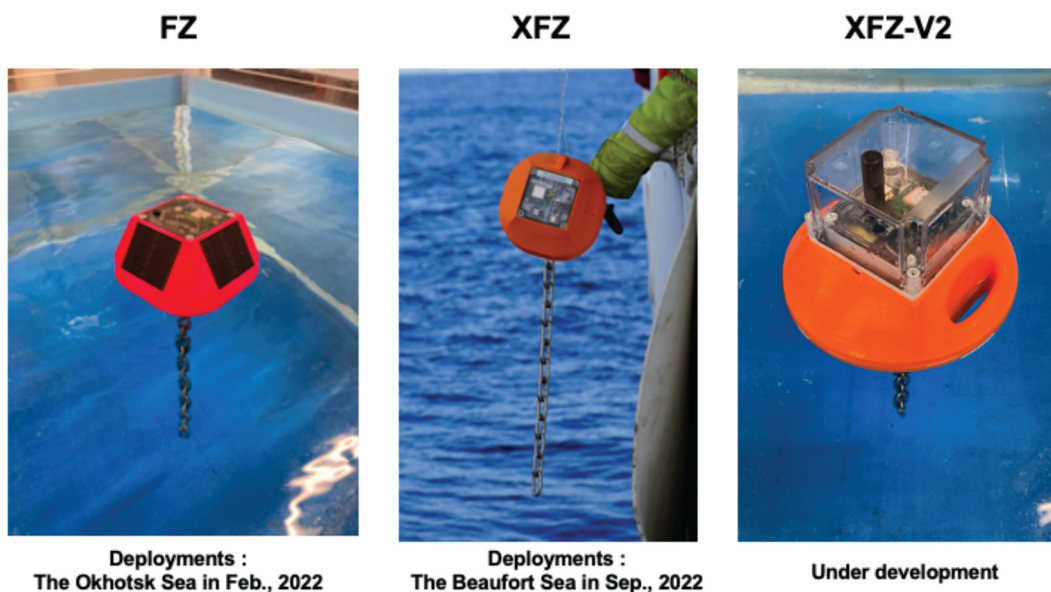 FZ
XFZ
XFZ-V2
Deployments :
The Okhotsk Sea in Feb., 2022
Deployments :
The Beaufort Sea in Sep., 2022
Under development